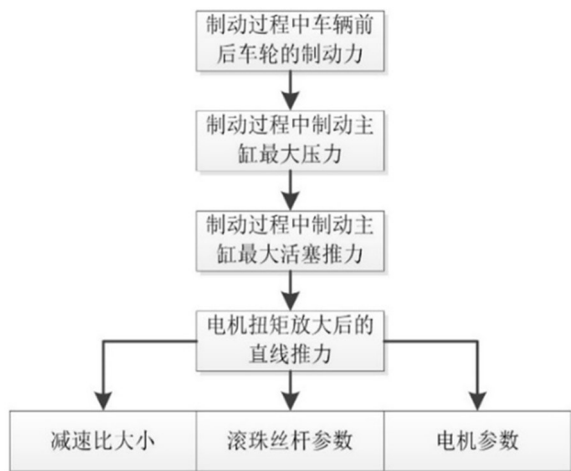 制动过程中车辆前
后车轮的制动力
制动过程中制动主
缸最大压力
制动过程中制动主
缸最大活塞推力
电机扭矩放大后的
直线推力
减速比大小
滚珠丝杆参数
电机参数